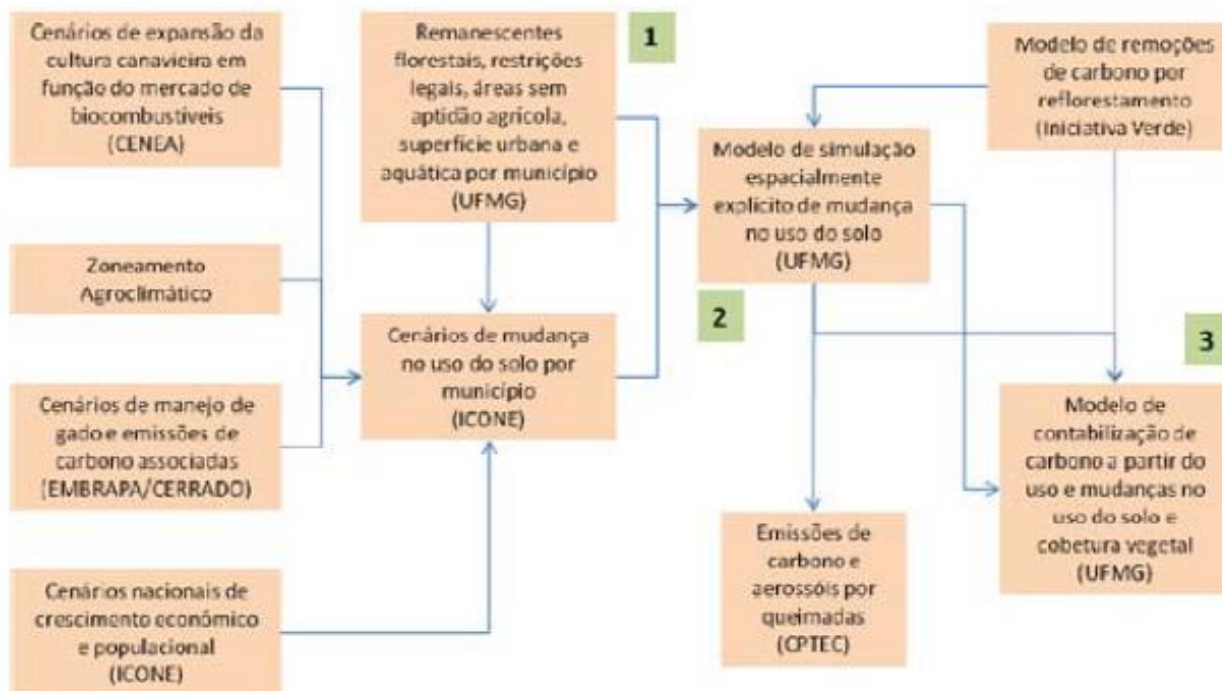 Cenários de expansão da
cultura canavieira em
função do mercado de
biocombustíveis
(CENEA)
Zoneamento
Agroclimático
Cenários de manejo de
gado e emissões de
carbono associadas
(EMBRAPA/CERRADO)
Cenários nacionais de
crescimento econômico
e populacional
(ICONE)
Remanescentes
florestais, restrições
legais, áreas sem
aptidão agrícola,
superfície urbana e
aquática por município
(UFMG)
1
Cenários de mudança
no uso do solo por
município
(ICONE)
Modelo de simulação
espacialmente
explícito de mudança
no uso do solo
(UFMG)
2
Emissões de
carbono e
aerossóis por
queimadas
(CPTEC)
Modelo de remoções
de carbono por
reflorestamento
(Iniciativa Verde)
3
Modelo de
contabilização de
carbono a partir do
uso e mudanças no
uso do solo e
cobetura vegetal
(UFMG)